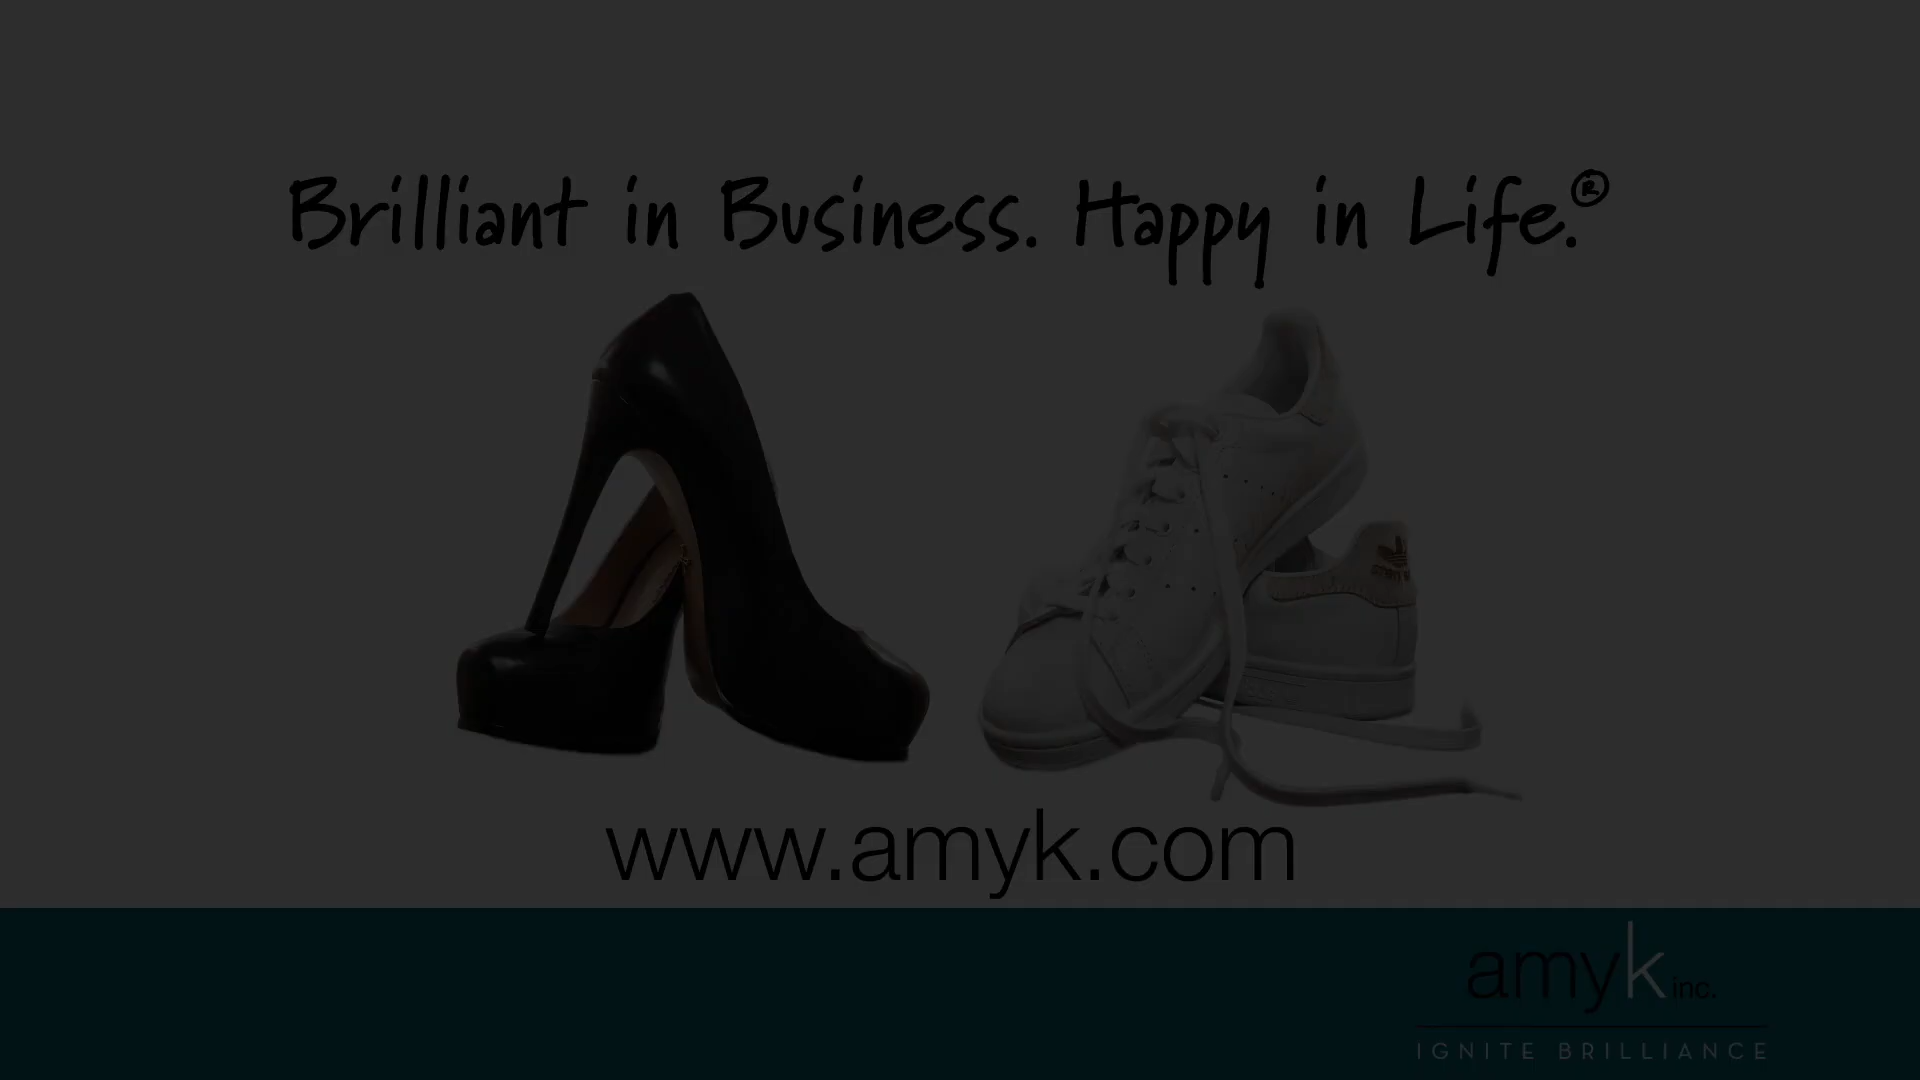 Brilliant in Business. Happy in Life.®
www.amyk.com
amyk inc.
IGNITE BRILLIANCE